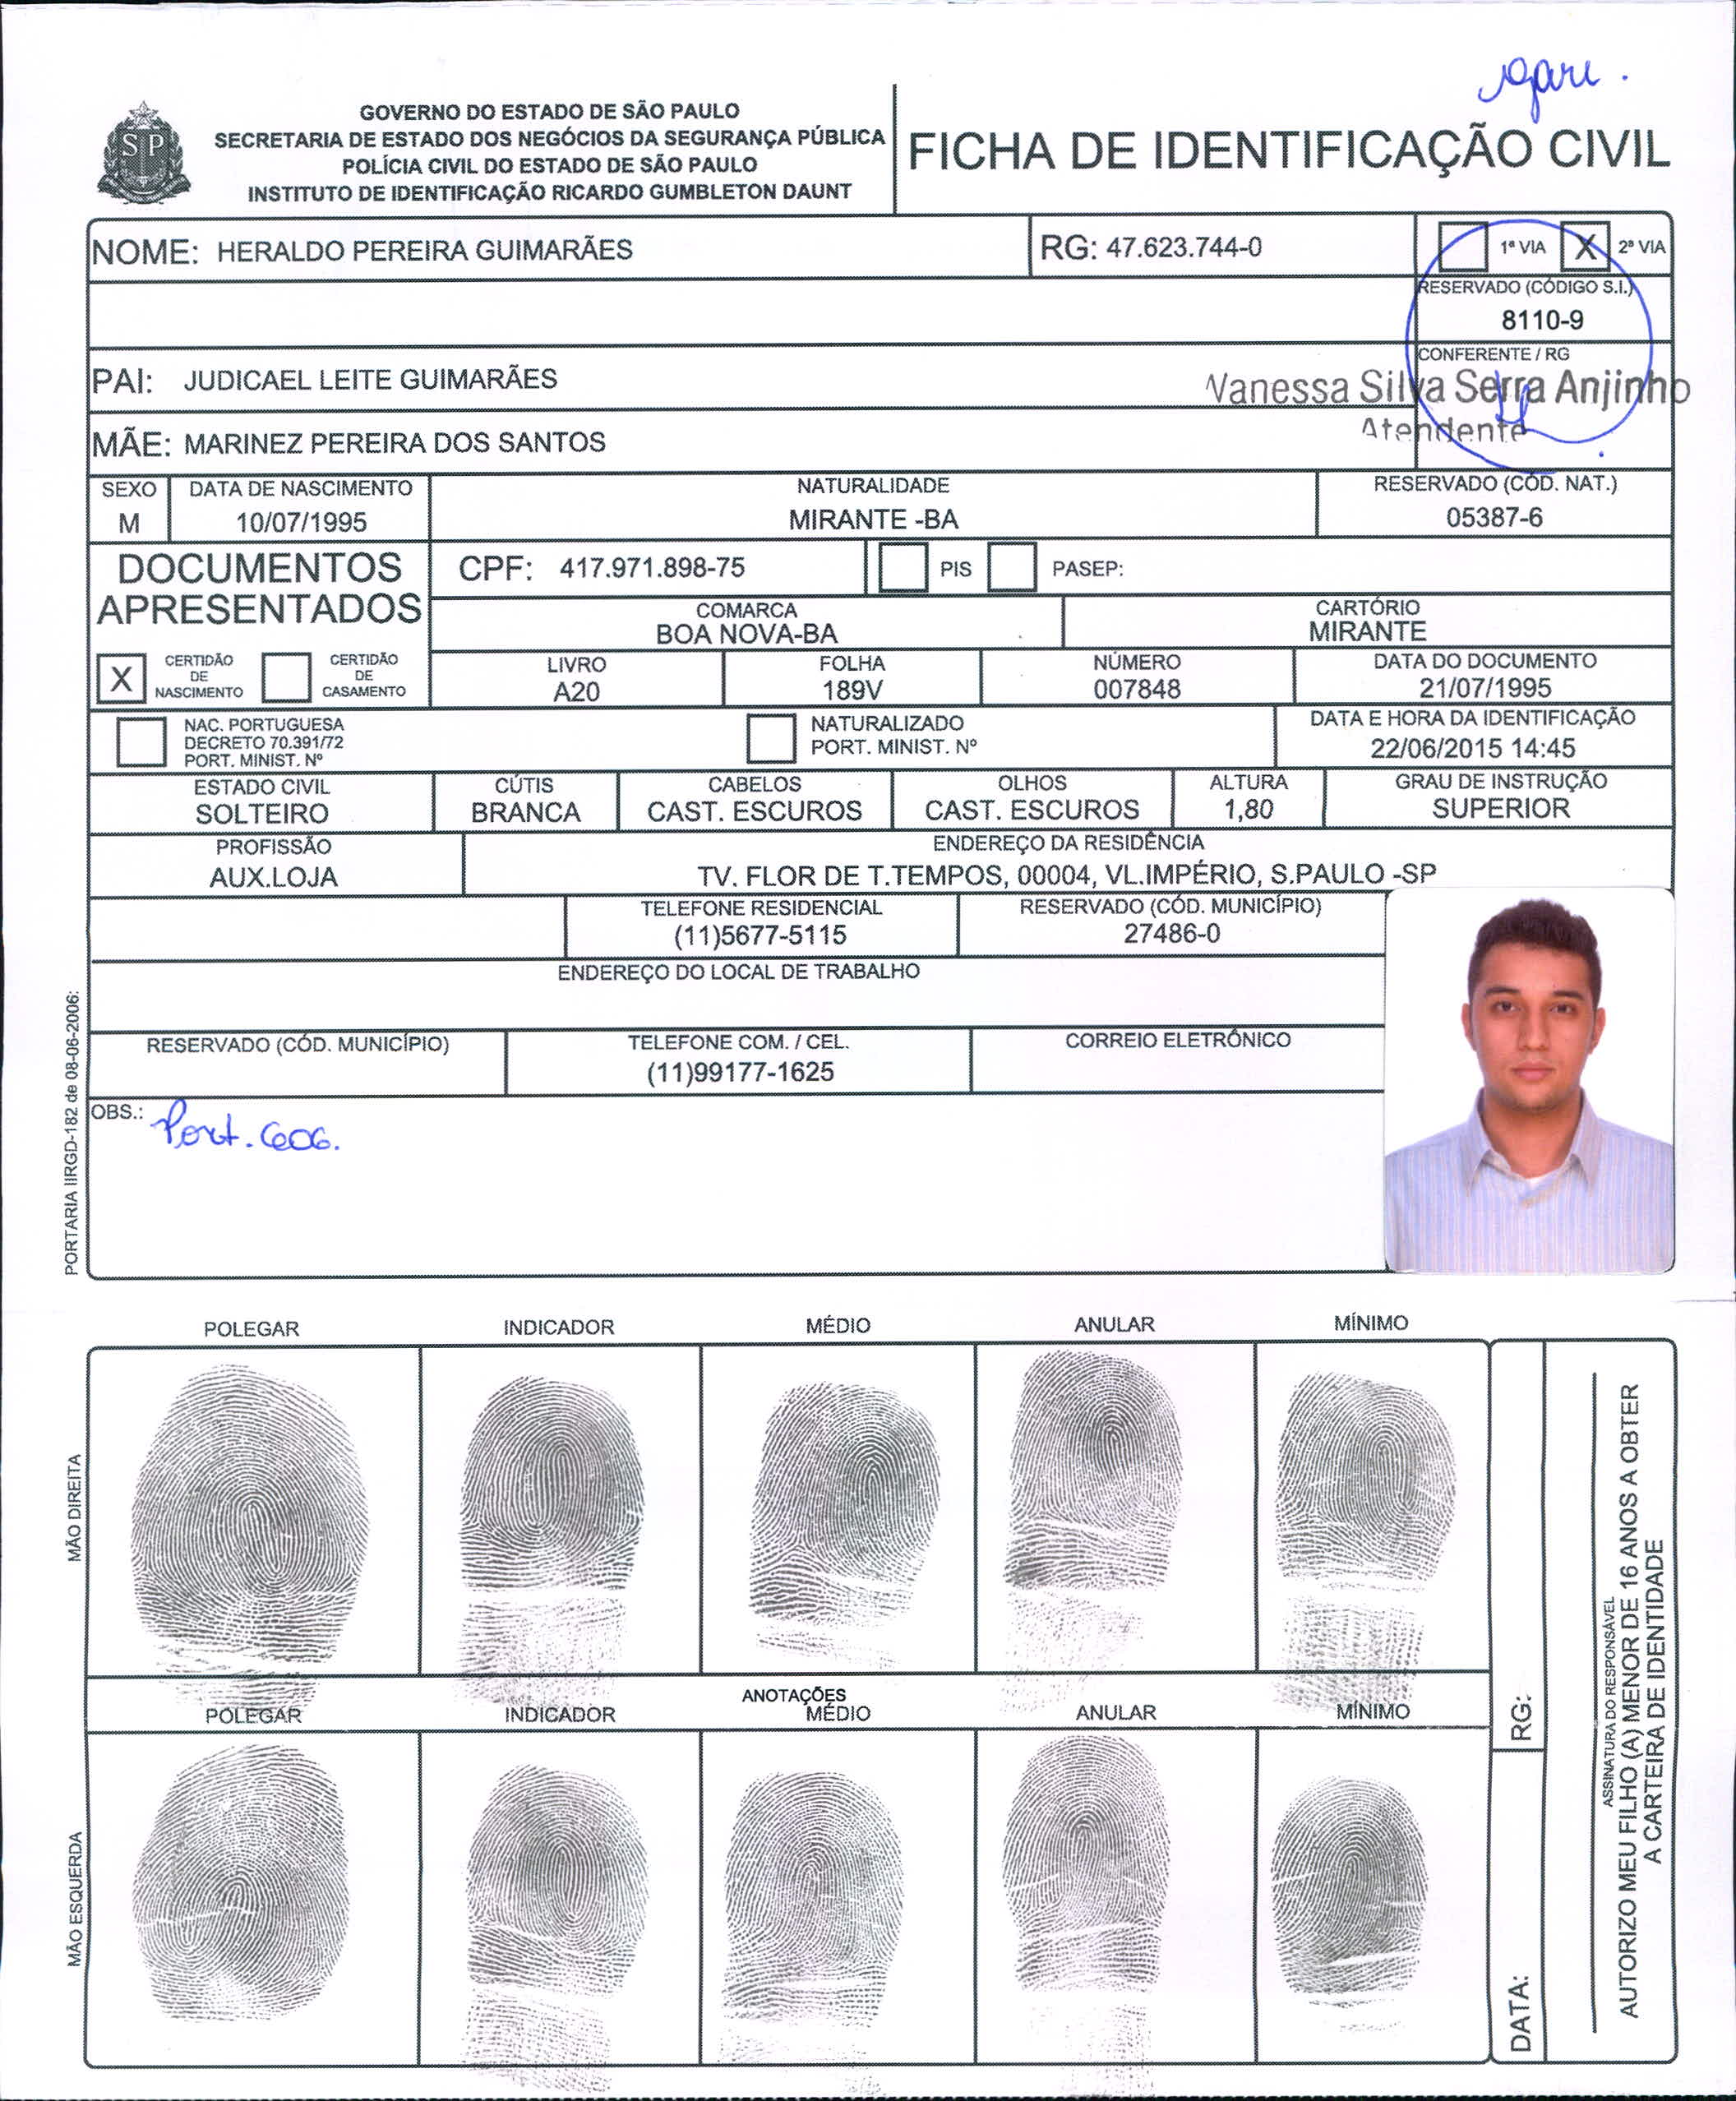 GOVERNO DO ESTADO DE SÃO PAULO
SECRETARIA DE ESTADO DOS NEGÓCIOS DA SEGURANÇA PÚBLICA
POLÍCIA CIVIL DO ESTADO DE SÃO PAULO
INSTITUTO DE IDENTIFICAÇÃO RICARDO GUMBLETON DAUNT
SP
FICHA DE IDENTIFICAÇÃO CIVIL
NOME: HERALDO PEREIRA GUIMARÃES
RG: 47.623.744-0
1ª VIA X 2ª VIA
RESERVADO (CÓDIGO S.I.)
8110-9
CONFERENTE / RG
PAI: JUDICAEL LEITE GUIMARÃES
Vanessa Silva Serra Anjinho
Atendente
MÃE: MARINEZ PEREIRA DOS SANTOS
SEXO
M
DATA DE NASCIMENTO
10/07/1995
NATURALIDADE
MIRANTE -BA
RESERVADO (CÓD. NAT.)
05387-6
DOCUMENTOS
APRESENTADOS
CPF: 417.971.898-75
PIS
PASEP:
COMARCA
BOA NOVA-BA
CARTÓRIO
MIRANTE
X
CERTIDÃO
DE
NASCIMENTO
CERTIDÃO
DE
CASAMENTO
LIVRO
A20
FOLHA
189V
NÚMERO
007848
DATA DO DOCUMENTO
21/07/1995
NAC. PORTUGUESA
DECRETO 70.391/72
PORT. MINIST. Nº
NATURALIZADO
PORT. MINIST. Nº
DATA E HORA DA IDENTIFICAÇÃO
22/06/2015 14:45
ESTADO CIVIL
SOLTEIRO
CÚTIS
BRANCA
CABELOS
CAST. ESCUROS
OLHOS
CAST. ESCUROS
ALTURA
1,80
GRAU DE INSTRUÇÃO
SUPERIOR
PROFISSÃO
AUX.LOJA
ENDEREÇO DA RESIDÊNCIA
TV. FLOR DE T.TEMPOS, 00004, VL.IMPÉRIO, S.PAULO -SP
TELEFONE RESIDENCIAL
(11)5677-5115
RESERVADO (CÓD. MUNICÍPIO)
27486-0
ENDEREÇO DO LOCAL DE TRABALHO
RESERVADO (CÓD. MUNICÍPIO)
TELEFONE COM. / CEL.
(11)99177-1625
CORREIO ELETRÔNICO
OBS.: Port.
PORTARIA IIRGD-182 de 08-06-2006:
POLEGAR INDICADOR MÉDIO ANULAR MÍNIMO
MÃO DIREITA
ANOTAÇÕES
POLEGAR INDICADOR MÉDIO ANULAR MÍNIMO
MÃO ESQUERDA
RG:
DATA:
ASSINATURA DO RESPONSÁVEL
AUTORIZO MEU FILHO (A) MENOR DE 16 ANOS A OBTER
A CARTEIRA DE IDENTIDADE